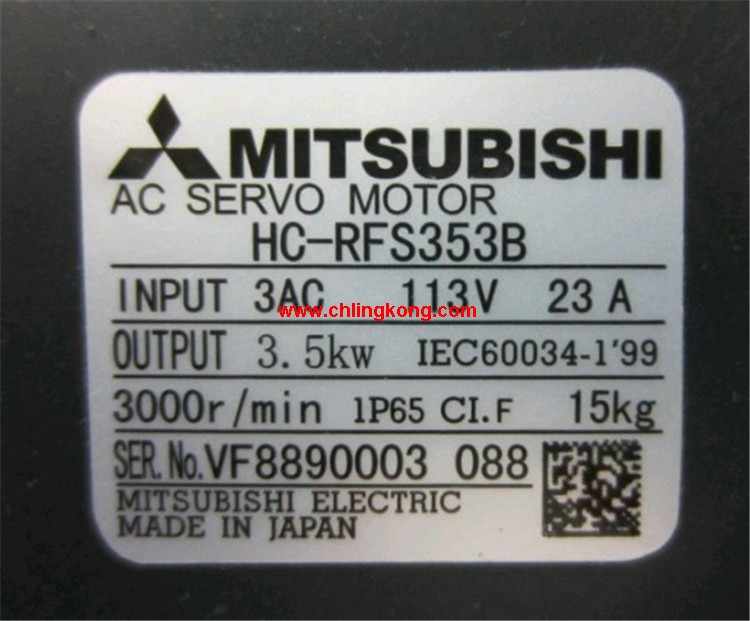 MITSUBISHI
AC SERVO MOTOR
HC-RFS353B
INPUT 3AC 113V 23 A
www.chlingkong.com
OUTPUT 3.5kw IEC60034-1'99
3000r/min IP65 CI.F 15kg
SER.No.VF8890003 088
MITSUBISHI ELECTRIC
MADE IN JAPAN